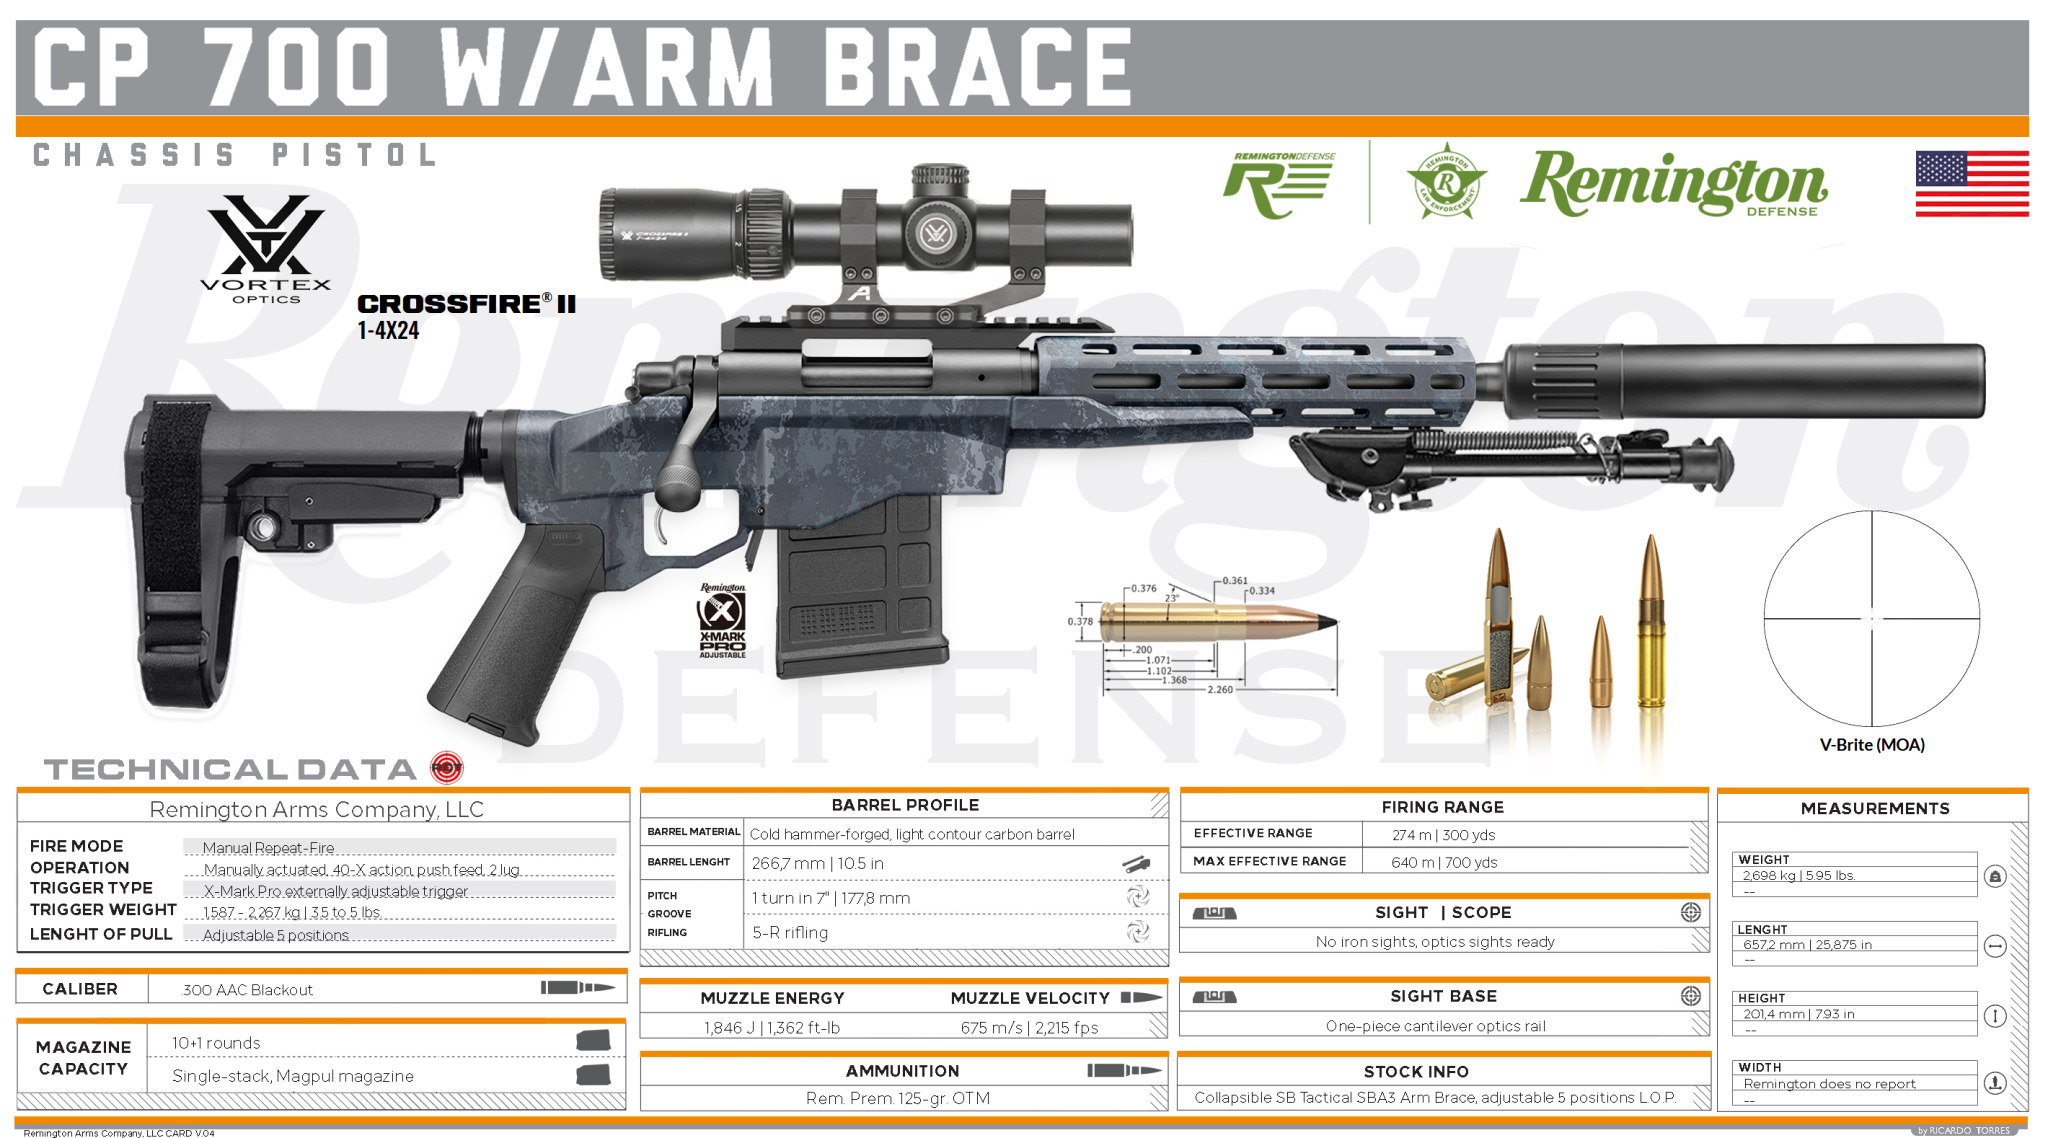 CP 700 W/ARM BRACE
CHASSIS PISTOL
REMINGTONDEFENSE
R
REMINGTON
R
LAW ENFORCEMENT
Remington
DEFENSE
VORTEX
OPTICS
CROSSFIRE® II
1-4X24
CROSSFIRE II
1-4X24
Remington
DEFENSE
Remington
X
X-MARK
PRO
ADJUSTABLE
0.376
23°
0.361
0.334
0.378
.200
1.071
1.102
1.368
2.260
V-Brite (MOA)
TECHNICAL DATA
Remington Arms Company, LLC
FIRE MODE Manual Repeat-Fire
OPERATION Manually actuated, 40-X action, push feed, 2 lug
TRIGGER TYPE X-Mark Pro externally adjustable trigger
TRIGGER WEIGHT 1,587 - 2,267 kg | 3.5 to 5 lbs.
LENGHT OF PULL Adjustable 5 positions
CALIBER .300 AAC Blackout
MAGAZINE CAPACITY
10+1 rounds
Single-stack, Magpul magazine
BARREL PROFILE
BARREL MATERIAL Cold hammer-forged, light contour carbon barrel
BARREL LENGHT 266,7 mm | 10.5 in
PITCH 1 turn in 7" | 177,8 mm
GROOVE
RIFLING 5-R rifling
MUZZLE ENERGY MUZZLE VELOCITY
1,846 J | 1,362 ft-lb 675 m/s | 2,215 fps
AMMUNITION
Rem. Prem. 125-gr. OTM
FIRING RANGE
EFFECTIVE RANGE 274 m | 300 yds
MAX EFFECTIVE RANGE 640 m | 700 yds
SIGHT | SCOPE
No iron sights, optics sights ready
SIGHT BASE
One-piece cantilever optics rail
STOCK INFO
Collapsible SB Tactical SBA3 Arm Brace, adjustable 5 positions L.O.P.
MEASUREMENTS
WEIGHT
2,698 kg | 5.95 lbs.
--
LENGHT
657,2 mm | 25,875 in
--
HEIGHT
201,4 mm | 7.93 in
--
WIDTH
Remington does no report
--
Remington Arms Company, LLC CARD V.04
by RICARDO TORRES